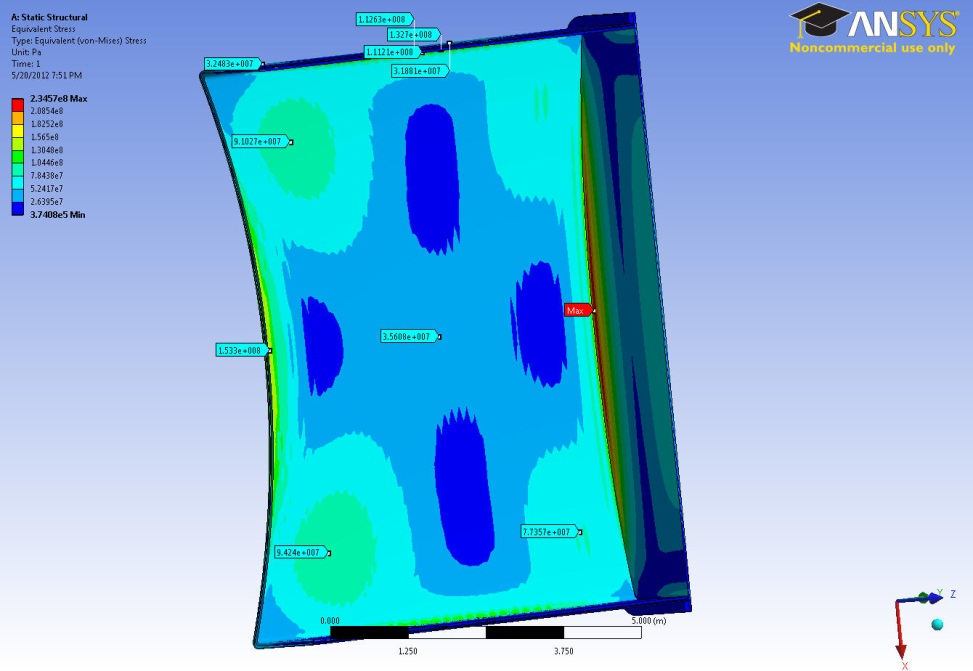 A: Static Structural
Equivalent Stress
Type: Equivalent (von-Mises) Stress
Unit: Pa
Time: 1
5/20/2012 7:51 PM
2.3457e8 Max
2.0854e8
1.8252e8
1.565e8
1.3048e8
1.0446e8
7.8438e7
5.2417e7
2.6395e7
3.7408e5 Min
ANSYS
Noncommercial use only
1.1263e+008
1.327e+008
1.1121e+008
3.2483e+007
3.1881e+007
9.1027e+007
Max
3.5608e+007
1.533e+008
7.7357e+007
9.424e+007
0.000
5.000 (m)
1.250
3.750
Y
Z
X